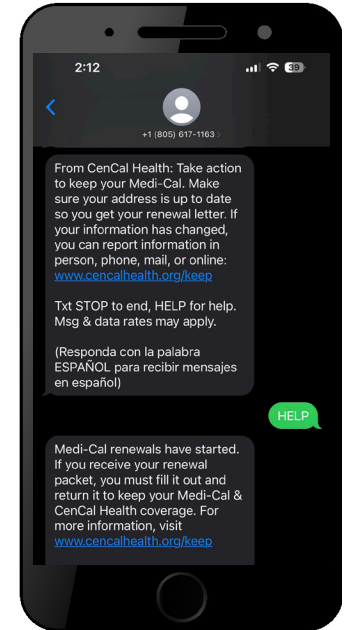 2:12
39
+1 (805) 617-1163
From CenCal Health: Take action
to keep your Medi-Cal. Make
sure your address is up to date
so you get your renewal letter. If
your information has changed,
you can report information in
person, phone, mail, or online:
www.cencalhealth.org/keep
Txt STOP to end, HELP for help.
Msg & data rates may apply.
(Responda con la palabra
ESPAÑOL para recibir mensajes
en español)
HELP
Medi-Cal renewals have started.
If you receive your renewal
packet, you must fill it out and
return it to keep your Medi-Cal &
CenCal Health coverage. For
more information, visit
www.cencalhealth.org/keep